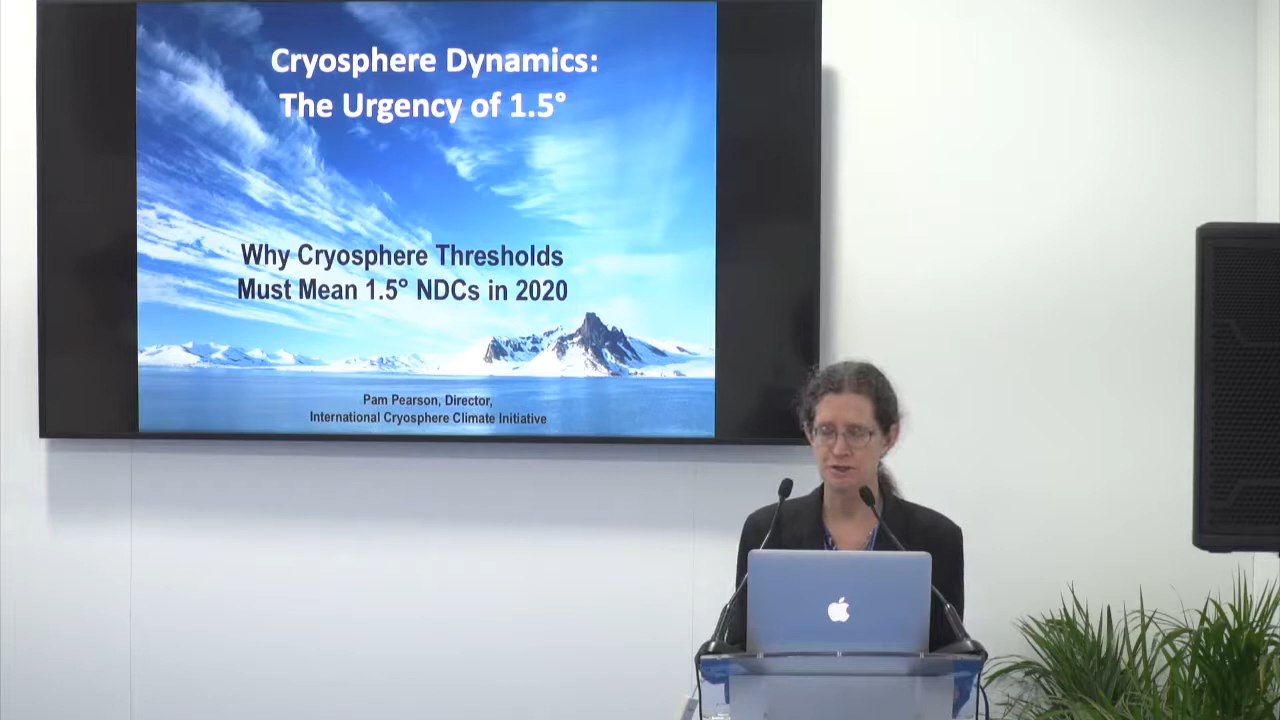 Cryosphere Dynamics:
The Urgency of 1.5°
Why Cryosphere Thresholds
Must Mean 1.5° NDCs in 2020
Pam Pearson, Director,
International Cryosphere Climate Initiative